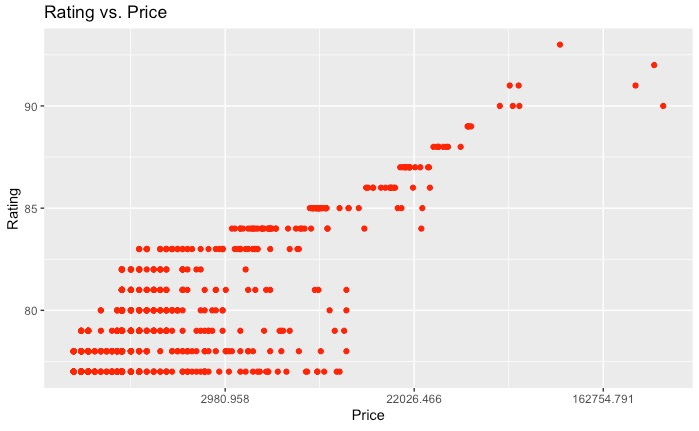 Rating vs. Price
90
85
80
Rating
2980.958
22026.466
162754.791
Price